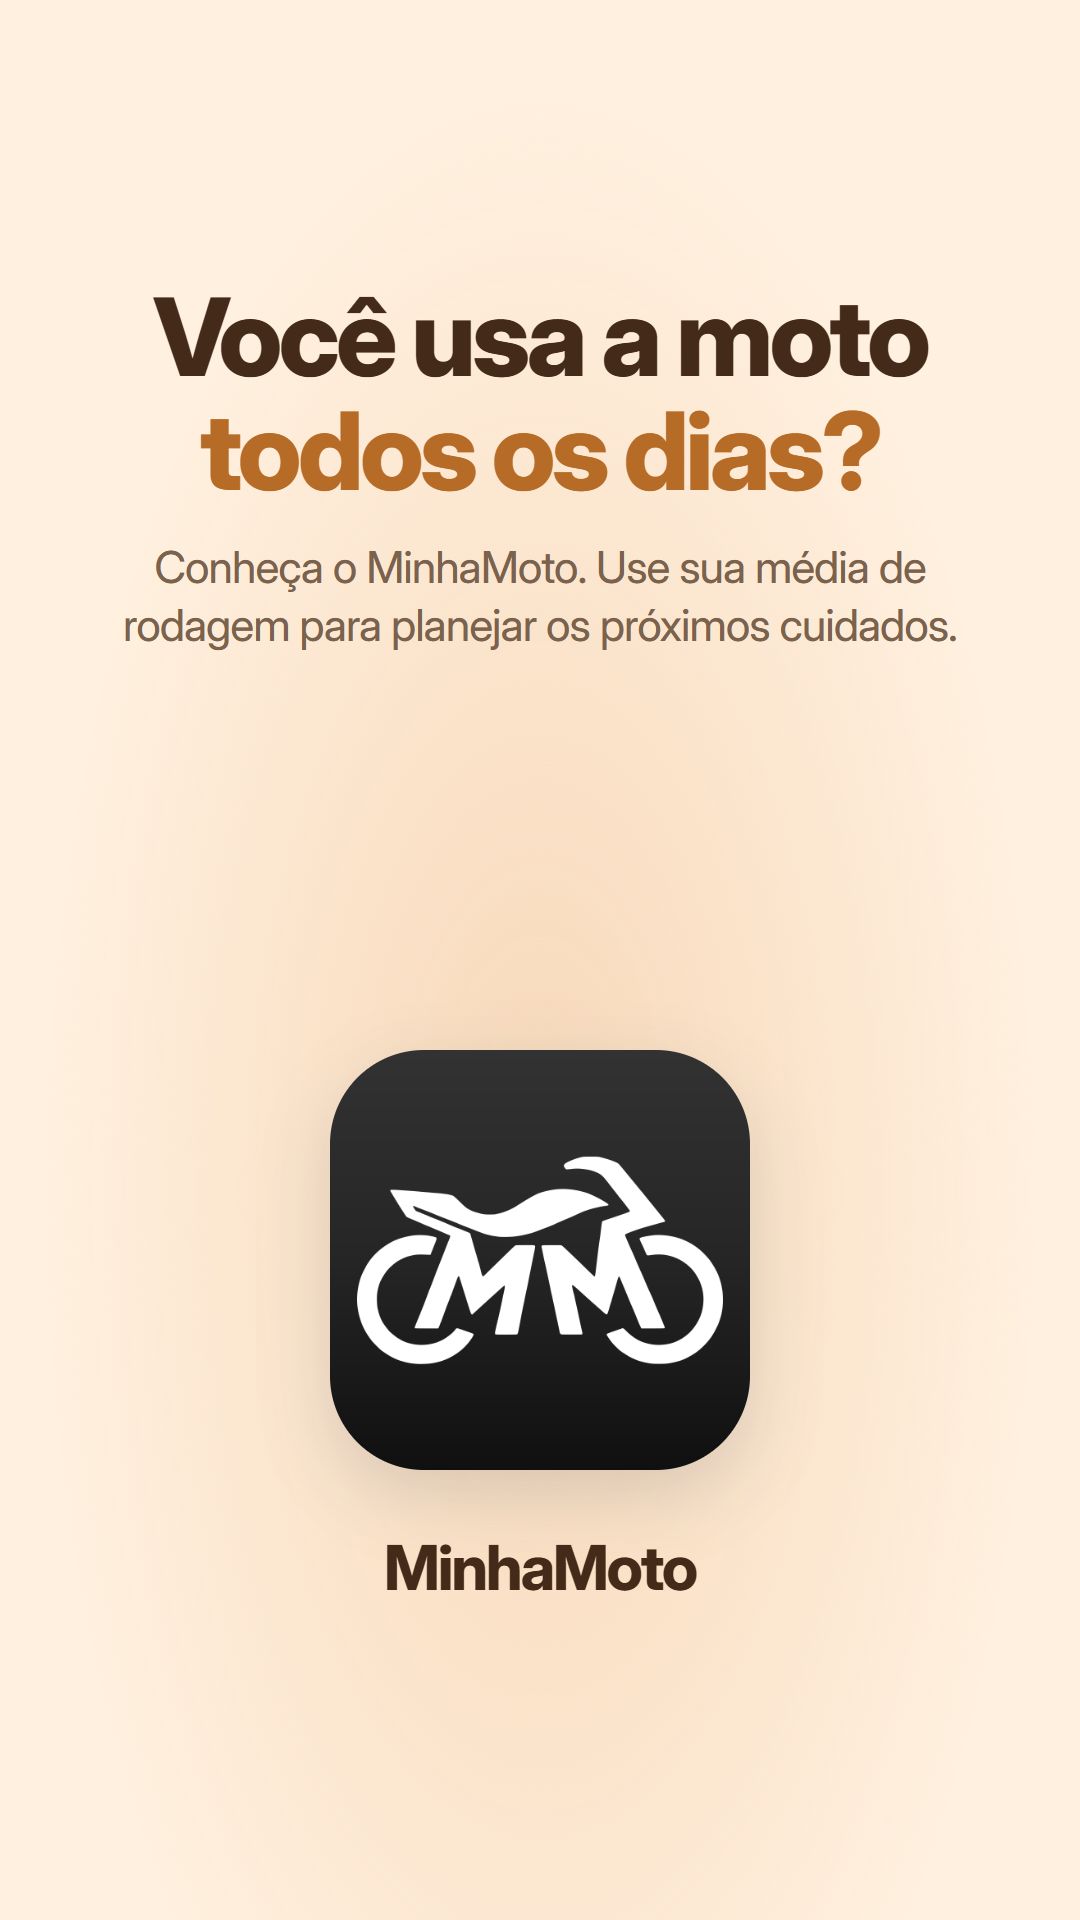 Você usa a moto
todos os dias?
Conheça o MinhaMoto. Use sua média de
rodagem para planejar os próximos cuidados.
MM
MinhaMoto